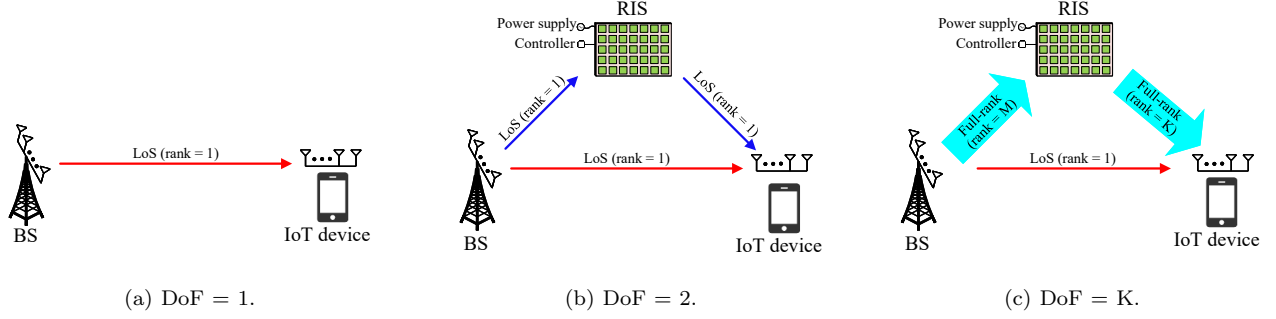 LoS (rank = 1)
BS
IoT device
(a) DoF = 1.
RIS
Power supply
Controller
LoS (rank = 1)
LoS (rank = 1)
LoS (rank = 1)
BS
IoT device
(b) DoF = 2.
RIS
Power supply
Controller
Full-rank
(rank = M)
Full-rank
(rank = K)
LoS (rank = 1)
BS
IoT device
(c) DoF = K.